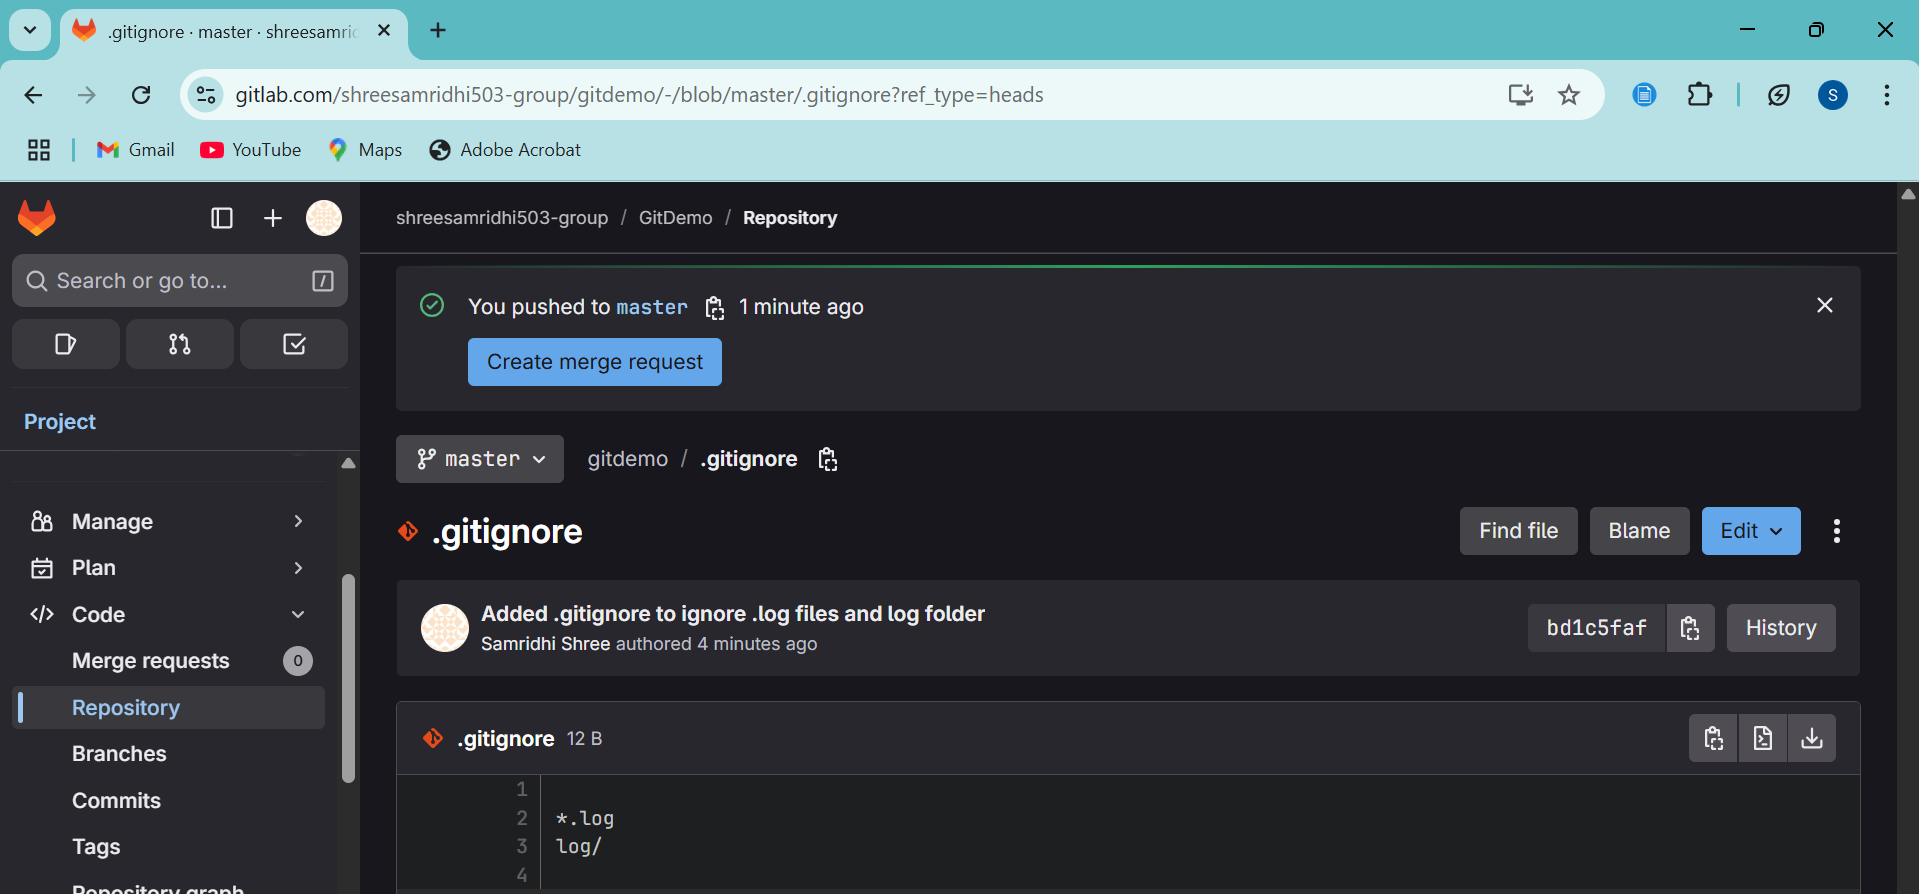 .gitignore · master · shreesamrid
gitlab.com/shreesamridhi503-group/gitdemo/-/blob/master/.gitignore?ref_type=heads
S
Gmail
YouTube
Maps
Adobe Acrobat
shreesamridhi503-group / GitDemo / Repository
Search or go to...
/
You pushed to master 1 minute ago
Create merge request
Project
master
gitdemo / .gitignore
Manage
Plan
Code
Merge requests 0
Repository
Branches
Commits
Tags
Repository graph
.gitignore
Find file
Blame
Edit
Added .gitignore to ignore .log files and log folder
Samridhi Shree authored 4 minutes ago
bd1c5faf
History
.gitignore 12 B
1
2 *.log
3 log/
4